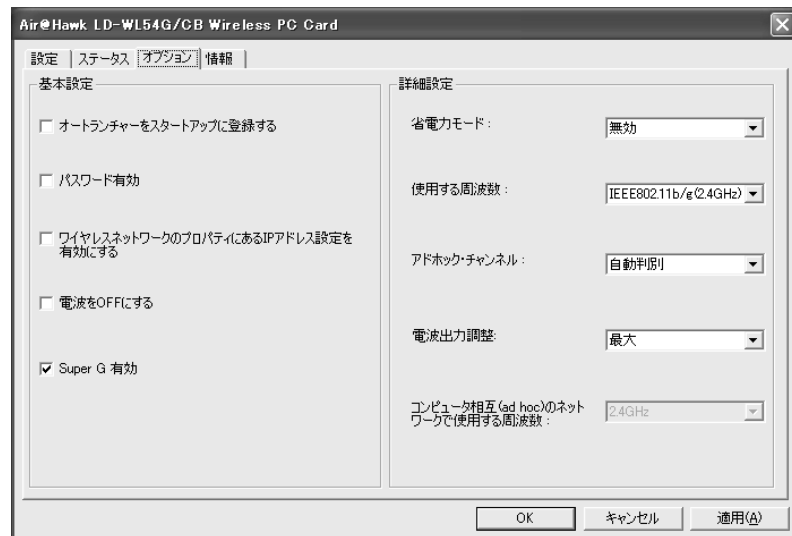 Air@Hawk LD-WL54G/CB Wireless PC Card
設定
ステータス
オプション
情報
基本設定
オートランチャーをスタートアップに登録する
パスワード有効
ワイヤレスネットワークのプロパティにあるIPアドレス設定を
有効にする
電波をOFFにする
Super G 有効
詳細設定
省電力モード：
無効
使用する周波数：
IEEE802.11b/g(2.4GHz)
アドホック・チャンネル：
自動判別
電波出力調整:
最大
コンピュータ相互(ad hoc)のネット
ワークで使用する周波数：
2.4GHz
OK
キャンセル
適用(A)